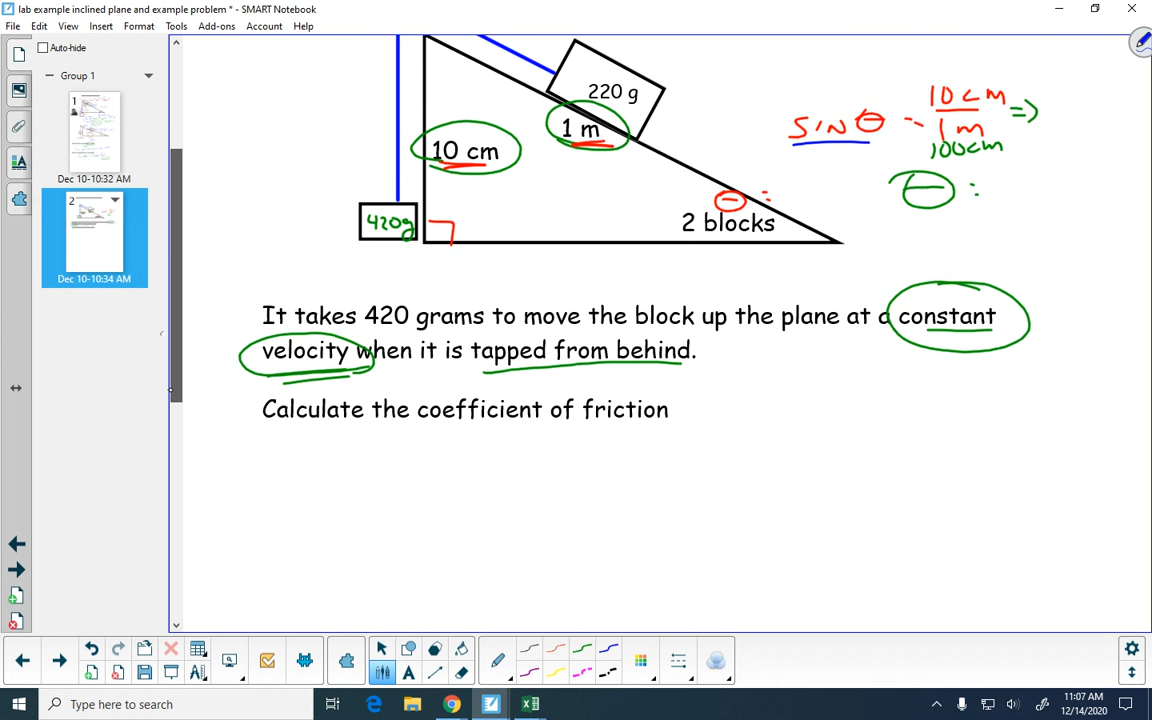 lab example inclined plane and example problem * - SMART Notebook
File Edit View Insert Format Tools Add-ons Account Help
Auto-hide
Group 1
1
Dec 10-10:32 AM
2
Dec 10-10:34 AM
220 g
1 m
10 cm
420g
θ :
2 blocks
SIN θ = 10cm ⇒
1m
100cm
θ :
It takes 420 grams to move the block up the plane at a constant
velocity when it is tapped from behind.
Calculate the coefficient of friction
Type here to search
11:07 AM
12/14/2020